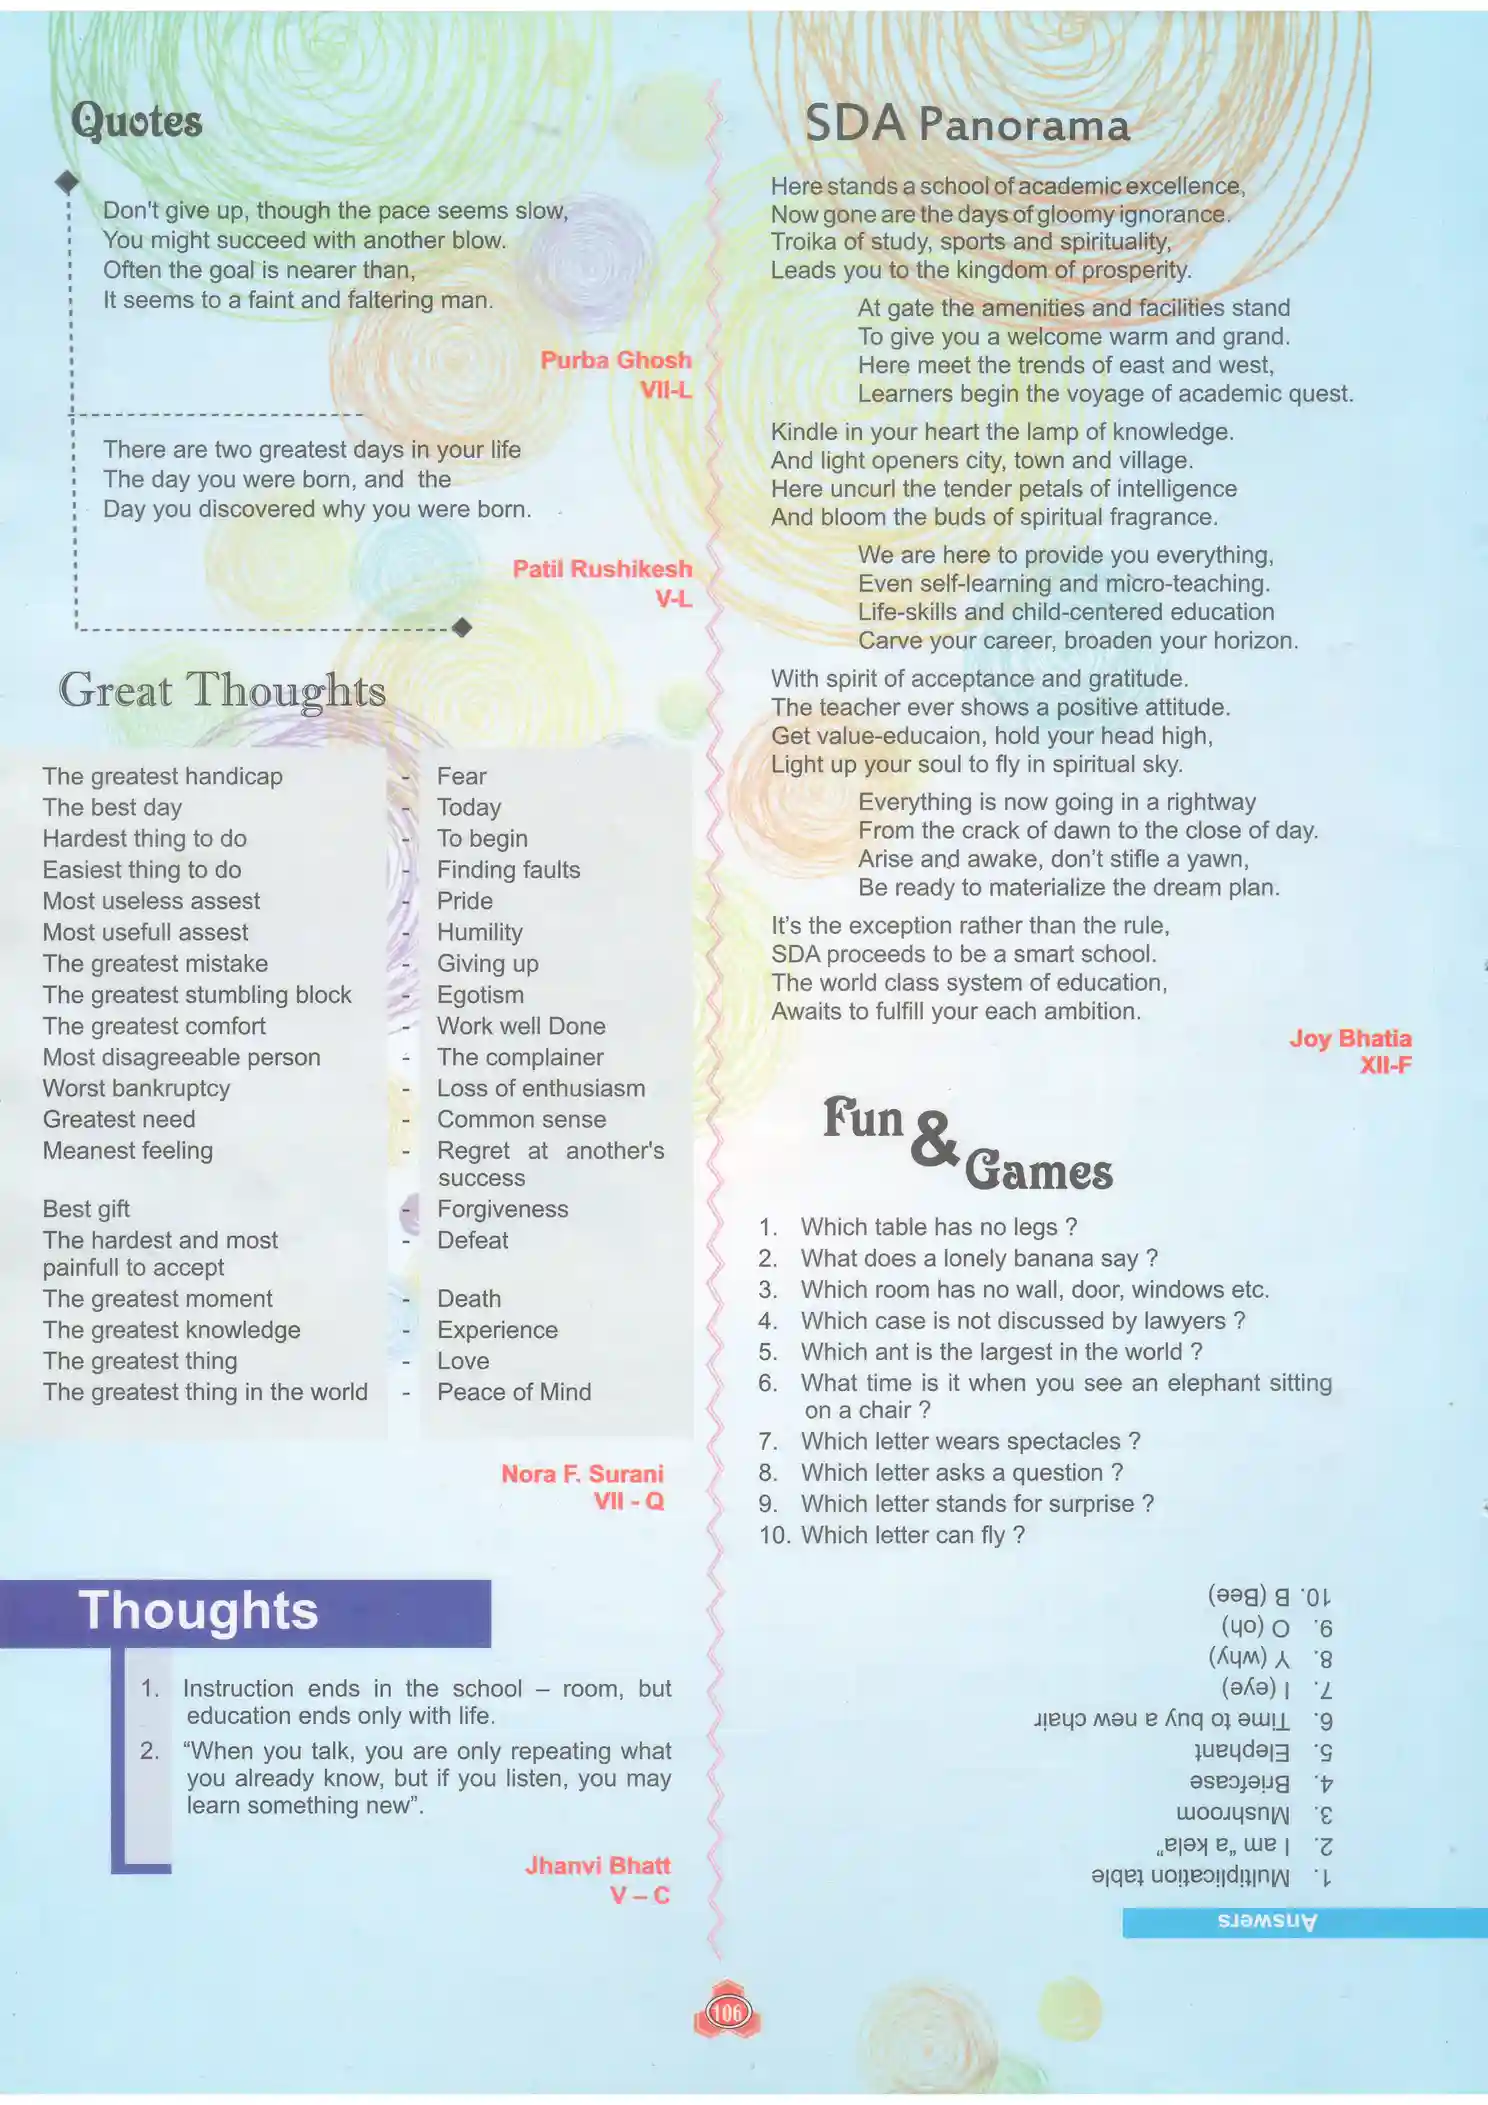 Quotes
Don't give up, though the pace seems slow,
You might succeed with another blow.
Often the goal is nearer than,
It seems to a faint and faltering man.
Purba Ghosh
VII-L
There are two greatest days in your life
The day you were born, and the
Day you discovered why you were born.
Patil Rushikesh
V-L
Great Thoughts
The greatest handicap - Fear
The best day - Today
Hardest thing to do - To begin
Easiest thing to do - Finding faults
Most useless assest - Pride
Most usefull assest - Humility
The greatest mistake - Giving up
The greatest stumbling block - Egotism
The greatest comfort - Work well Done
Most disagreeable person - The complainer
Worst bankruptcy - Loss of enthusiasm
Greatest need - Common sense
Meanest feeling - Regret at another's
success
Best gift - Forgiveness
The hardest and most - Defeat
painfull to accept
The greatest moment - Death
The greatest knowledge - Experience
The greatest thing - Love
The greatest thing in the world - Peace of Mind
Nora F. Surani
VII - Q
Thoughts
1. Instruction ends in the school – room, but
education ends only with life.
2. “When you talk, you are only repeating what
you already know, but if you listen, you may
learn something new”.
Jhanvi Bhatt
V – C
SDA Panorama
Here stands a school of academic excellence,
Now gone are the days of gloomy ignorance.
Troika of study, sports and spirituality,
Leads you to the kingdom of prosperity.
At gate the amenities and facilities stand
To give you a welcome warm and grand.
Here meet the trends of east and west,
Learners begin the voyage of academic quest.
Kindle in your heart the lamp of knowledge.
And light openers city, town and village.
Here uncurl the tender petals of intelligence
And bloom the buds of spiritual fragrance.
We are here to provide you everything,
Even self-learning and micro-teaching.
Life-skills and child-centered education
Carve your career, broaden your horizon.
With spirit of acceptance and gratitude.
The teacher ever shows a positive attitude.
Get value-educaion, hold your head high,
Light up your soul to fly in spiritual sky.
Everything is now going in a rightway
From the crack of dawn to the close of day.
Arise and awake, don’t stifle a yawn,
Be ready to materialize the dream plan.
It’s the exception rather than the rule,
SDA proceeds to be a smart school.
The world class system of education,
Awaits to fulfill your each ambition.
Joy Bhatia
XII-F
Fun & Games
1. Which table has no legs ?
2. What does a lonely banana say ?
3. Which room has no wall, door, windows etc.
4. Which case is not discussed by lawyers ?
5. Which ant is the largest in the world ?
6. What time is it when you see an elephant sitting
on a chair ?
7. Which letter wears spectacles ?
8. Which letter asks a question ?
9. Which letter stands for surprise ?
10. Which letter can fly ?
Answers
1. Multiplication table
2. I am “a kela”
3. Mushroom
4. Briefcase
5. Elephant
6. Time to buy a new chair
7. I (eye)
8. Y (why)
9. O (oh)
10. B (Bee)
106